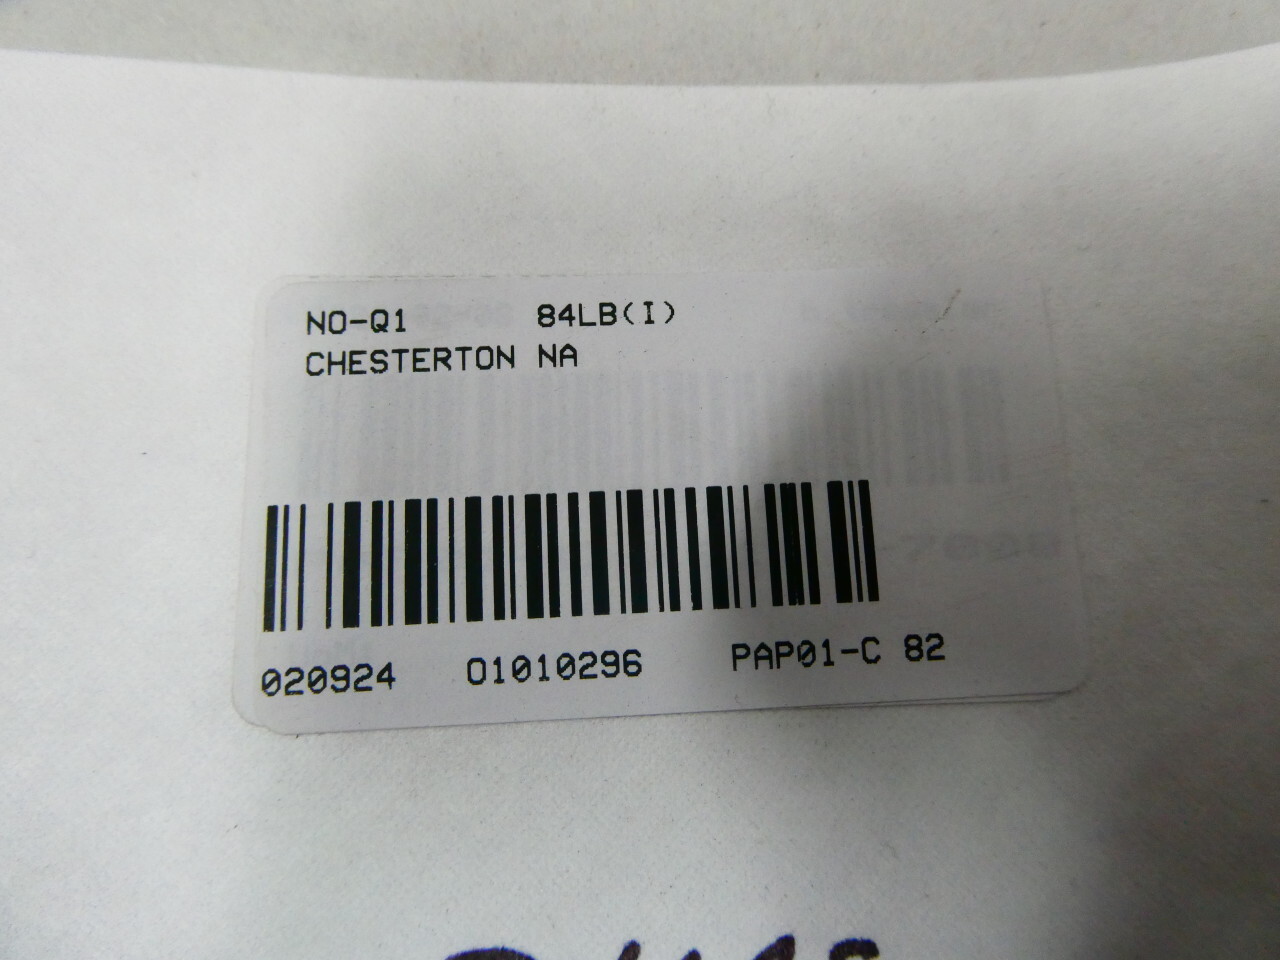 NO-Q1 84LB(I)
CHESTERTON NA
020924 01010296 PAP01-C 82